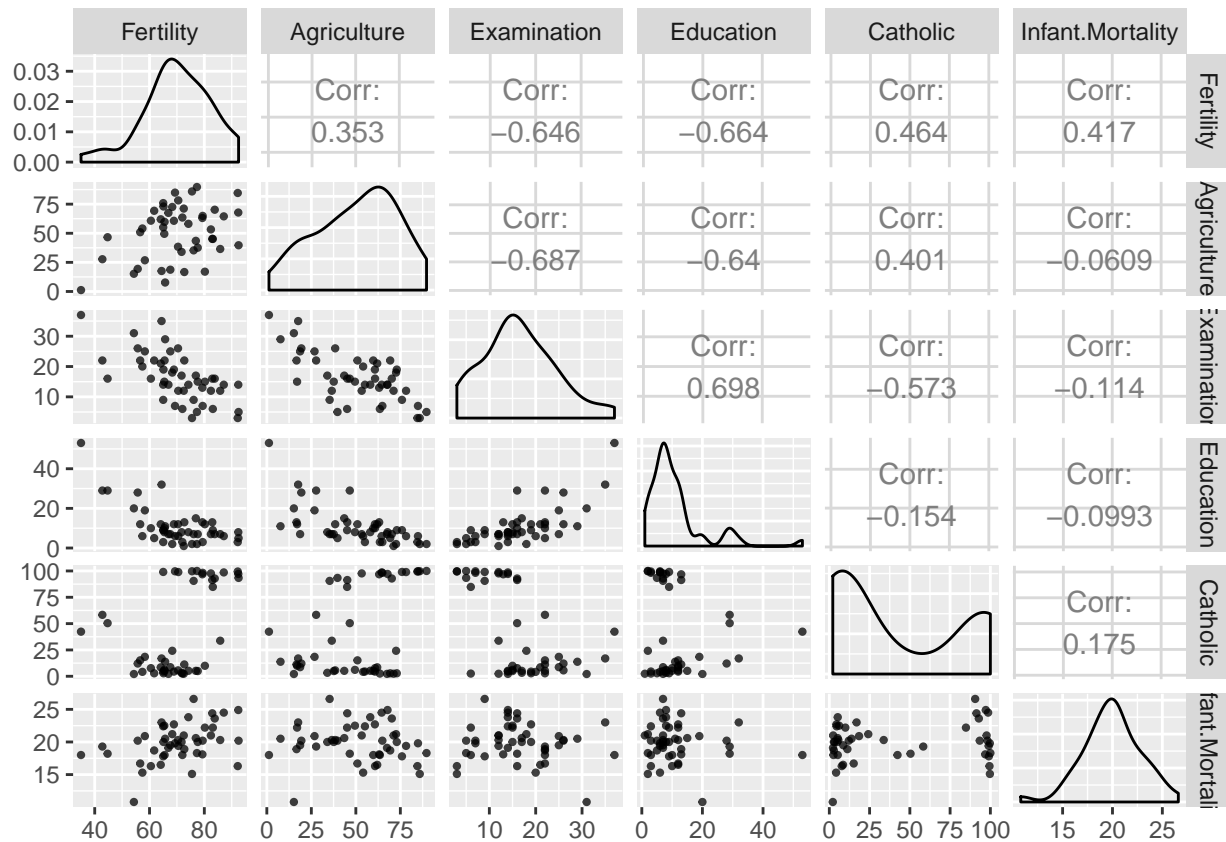 Fertility Agriculture Examination Education Catholic Infant.Mortality
0.03
0.02
0.01
0.00
Corr: Corr: Corr: Corr: Corr:
0.353 −0.646 −0.664 0.464 0.417
Fertility
75
50
25
0
Corr: Corr: Corr: Corr:
−0.687 −0.64 0.401 −0.0609
Agriculture
30
20
10
Corr: Corr: Corr:
0.698 −0.573 −0.114
Examination
40
20
0
Corr: Corr:
−0.154 −0.0993
Education
100
75
50
25
0
Corr:
0.175
Catholic
25
20
15
fant.Mortali
40 60 80 0 25 50 75 10 20 30 0 20 40 0 25 50 75 100 15 20 25